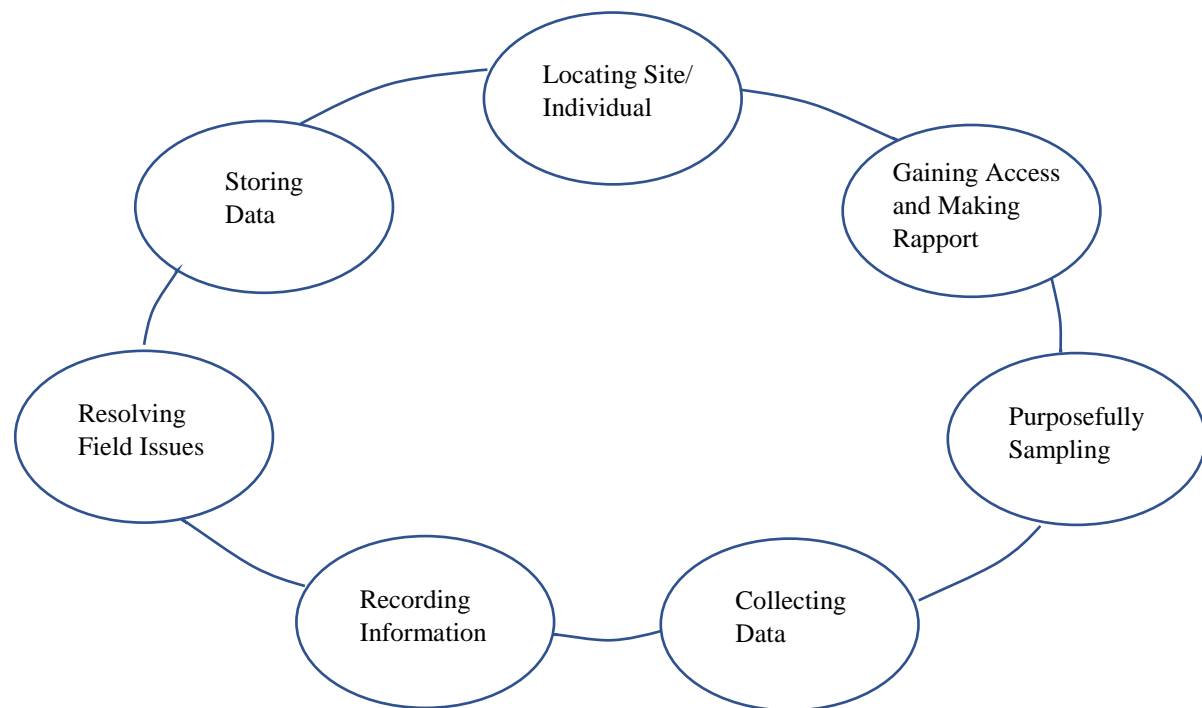 Locating Site/
Individual
Gaining Access
and Making
Rapport
Purposefully
Sampling
Collecting
Data
Recording
Information
Resolving
Field Issues
Storing
Data